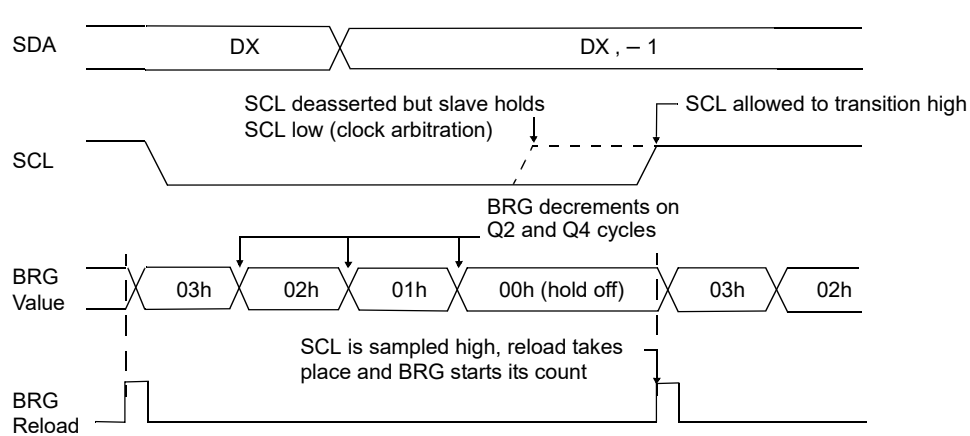 SDA
DX
DX , – 1
SCL deasserted but slave holds
SCL low (clock arbitration)
SCL allowed to transition high
SCL
BRG decrements on
Q2 and Q4 cycles
BRG
Value
03h
02h
01h
00h (hold off)
03h
02h
SCL is sampled high, reload takes
place and BRG starts its count
BRG
Reload